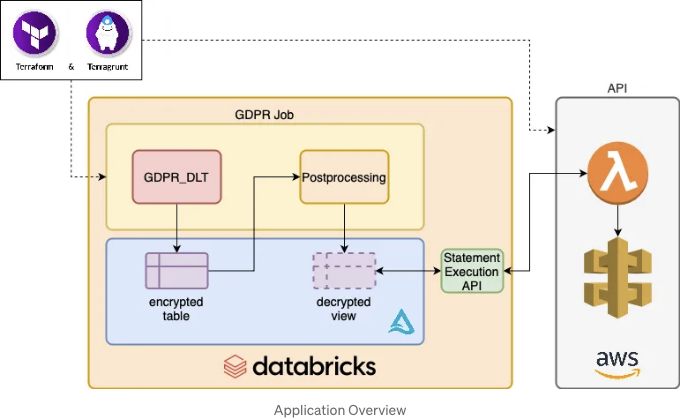 Terraform & Terragrunt
API
GDPR Job
GDPR_DLT
Postprocessing
Statement
Execution
API
encrypted
table
decrypted
view
databricks
aws
Application Overview